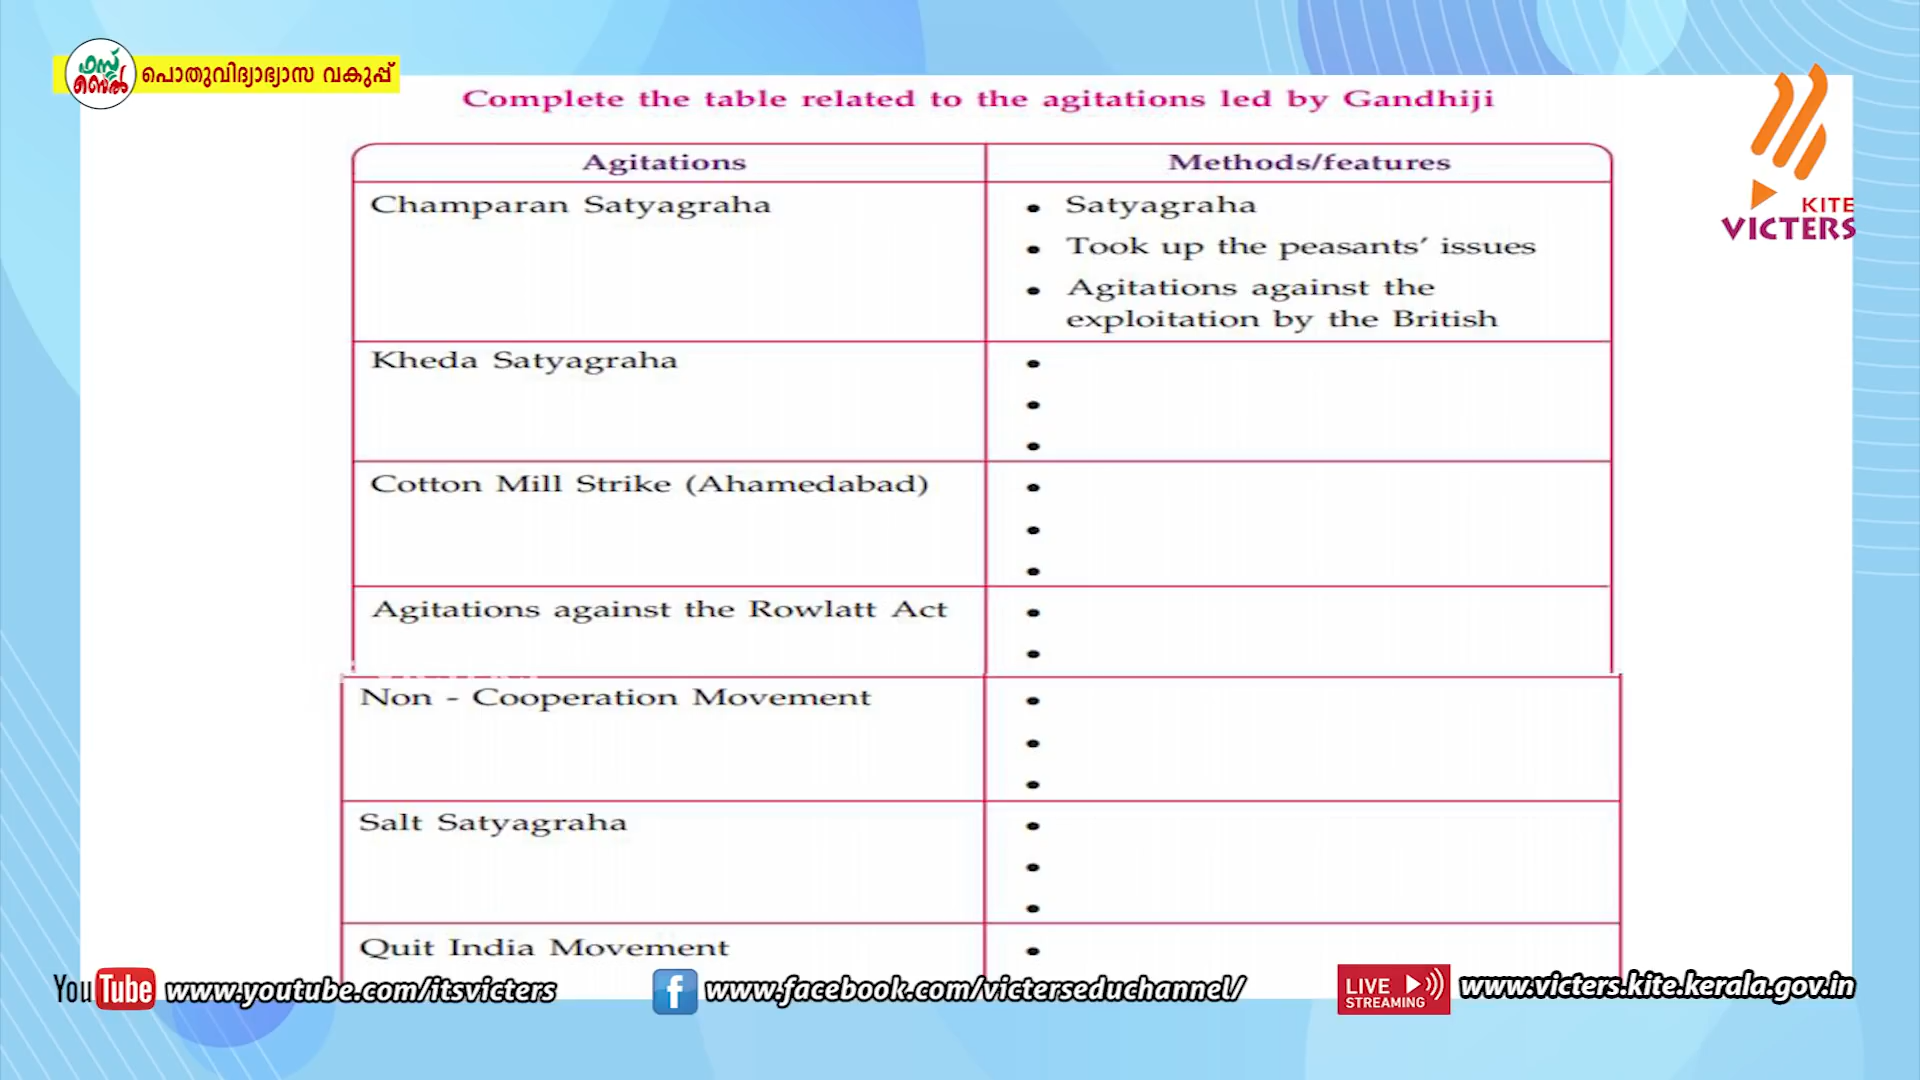 ഫസ്റ്റ്
ബെൽ
പൊതുവിദ്യാഭ്യാസ വകുപ്പ്
Complete the table related to the agitations led by Gandhiji
Agitations
Methods/features
Champaran Satyagraha
• Satyagraha
• Took up the peasants’ issues
• Agitations against the
exploitation by the British
Kheda Satyagraha
Cotton Mill Strike (Ahamedabad)
Agitations against the Rowlatt Act
Non - Cooperation Movement
Salt Satyagraha
Quit India Movement
KITE
VICTERS
YouTube www.youtube.com/itsvicters
f www.facebook.com/victerseduchannel/
LIVE
STREAMING
www.victers.kite.kerala.gov.in